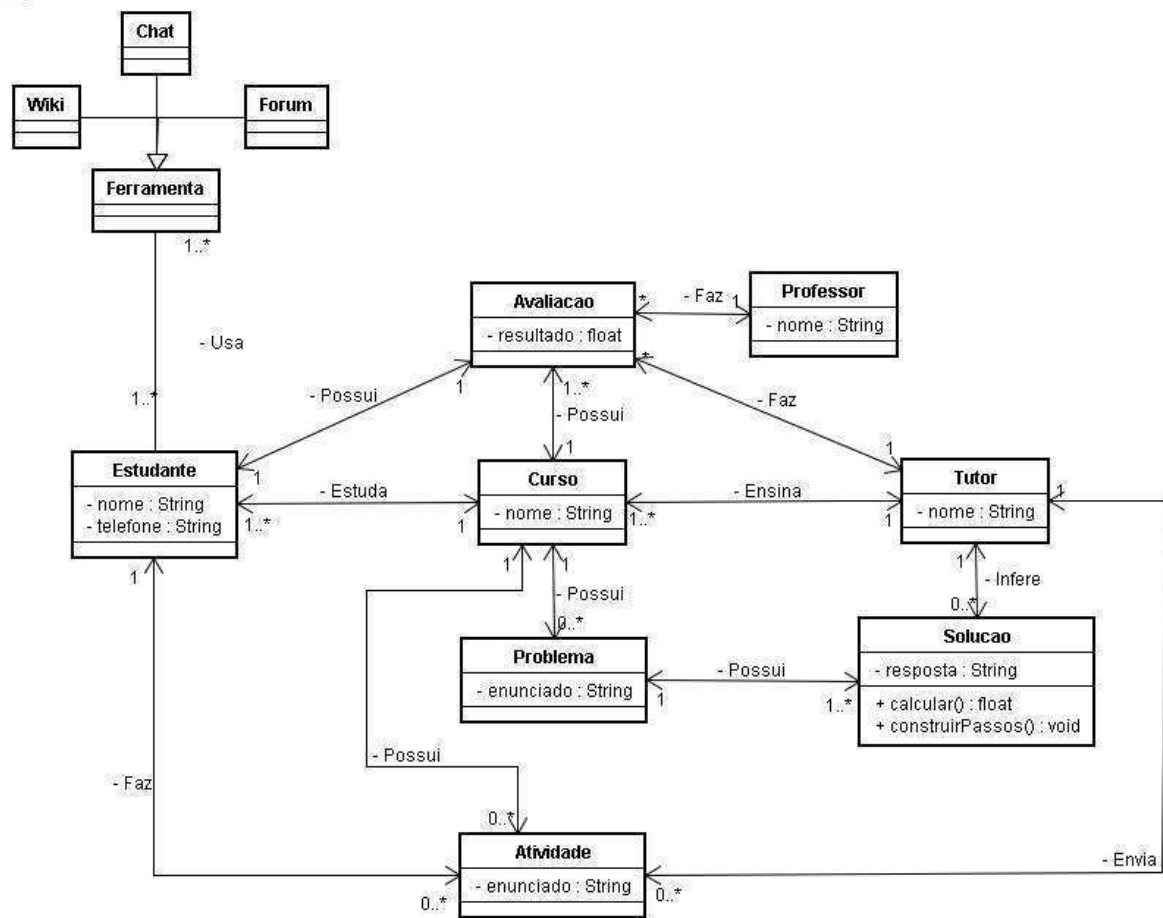 Chat
Wiki
Forum
Ferramenta
1..*
- Usa
1..*
Avaliacao
- resultado : float
*
- Faz
1
Professor
- nome : String
- Possui
1
1
1..*
- Possui
1
*
- Faz
1
Estudante
- nome : String
- telefone : String
- Estuda
1..*
1
Curso
- nome : String
- Ensina
1..*
1
Tutor
- nome : String
1
1
- Infere
0..*
1
1
- Possui
0..*
Problema
- enunciado : String
- Possui
1
1..*
Solucao
- resposta : String
+ calcular() : float
+ construirPassos() : void
1
- Faz
0..*
- Possui
0..*
Atividade
- enunciado : String
0..*
- Envia